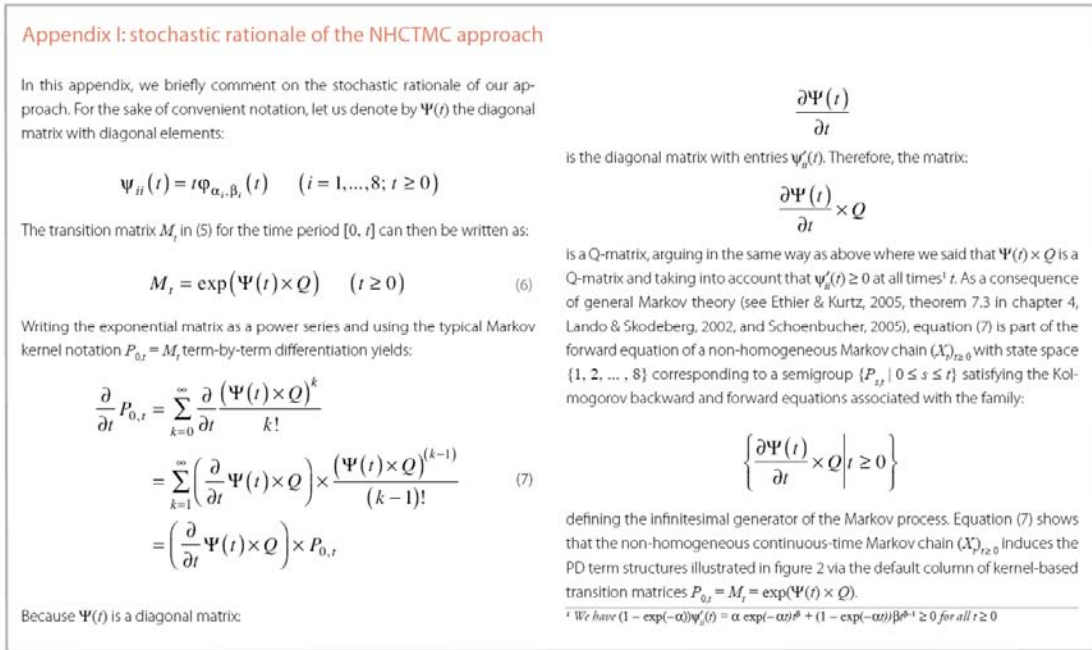 Appendix I: stochastic rationale of the NHCTMC approach
In this appendix, we briefly comment on the stochastic rationale of our ap-
proach. For the sake of convenient notation, let us denote by Ψ(t) the diagonal
matrix with diagonal elements:
ψ_ii(t) = tφ_{α_i,β_i}(t) (i = 1,...,8; t ≥ 0)
The transition matrix M_t in (5) for the time period [0, t] can then be written as:
M_t = exp(Ψ(t) × Q) (t ≥ 0) (6)
Writing the exponential matrix as a power series and using the typical Markov
kernel notation P_{0,t} = M_t term-by-term differentiation yields:
∂/∂t P_{0,t} = ∑_{k=0}^{∞} ∂/∂t (Ψ(t) × Q)^k / k!
= ∑_{k=1}^{∞} (∂/∂t Ψ(t) × Q) × (Ψ(t) × Q)^{(k−1)} / (k−1)! (7)
= (∂/∂t Ψ(t) × Q) × P_{0,t}
Because Ψ(t) is a diagonal matrix:
∂Ψ(t)/∂t
is the diagonal matrix with entries ψ′_ii(t). Therefore, the matrix:
∂Ψ(t)/∂t × Q
is a Q-matrix, arguing in the same way as above where we said that Ψ(t) × Q is a
Q-matrix and taking into account that ψ′_ii(t) ≥ 0 at all times¹ t. As a consequence
of general Markov theory (see Ethier & Kurtz, 2005, theorem 7.3 in chapter 4,
Lando & Skodeberg, 2002, and Schoenbucher, 2005), equation (7) is part of the
forward equation of a non-homogeneous Markov chain (X_t)_{t≥0} with state space
{1, 2, ... , 8} corresponding to a semigroup {P_{s,t} | 0 ≤ s ≤ t} satisfying the Kol-
mogorov backward and forward equations associated with the family:
{∂Ψ(t)/∂t × Q | t ≥ 0}
defining the infinitesimal generator of the Markov process. Equation (7) shows
that the non-homogeneous continuous-time Markov chain (X_t)_{t≥0} induces the
PD term structures illustrated in figure 2 via the default column of kernel-based
transition matrices P_{0,t} = M_t = exp(Ψ(t) × Q).
¹ We have (1 − exp(−α))ψ′_ii(t) = α exp(−αt)t^β + (1 − exp(−αt))βt^{β-1} ≥ 0 for all t ≥ 0